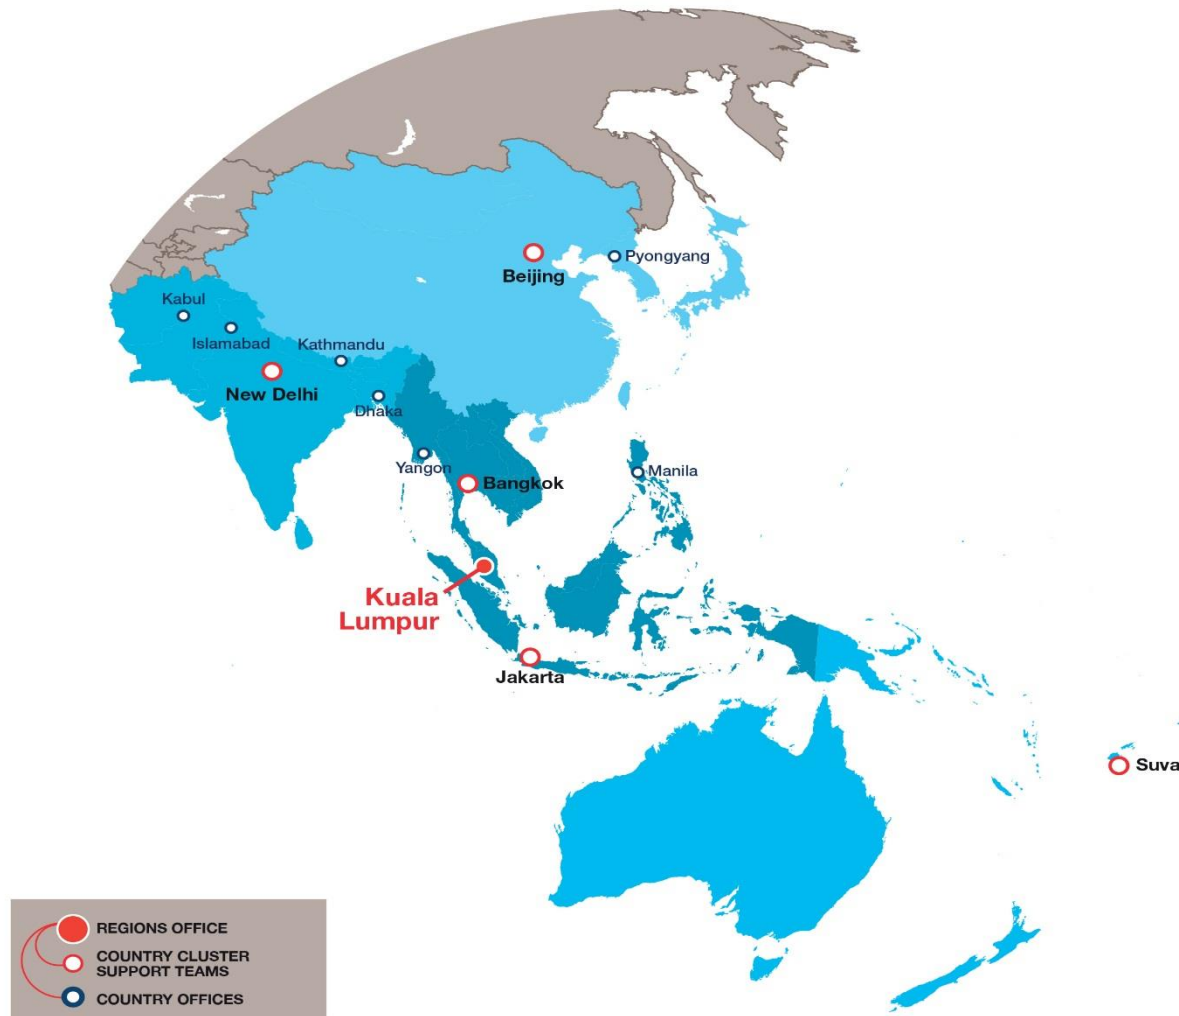 Pyongyang
Beijing
Kabul
Islamabad
Kathmandu
New Delhi
Dhaka
Yangon
Bangkok
Manila
Kuala
Lumpur
Jakarta
Suva
REGIONS OFFICE
COUNTRY CLUSTER
SUPPORT TEAMS
COUNTRY OFFICES